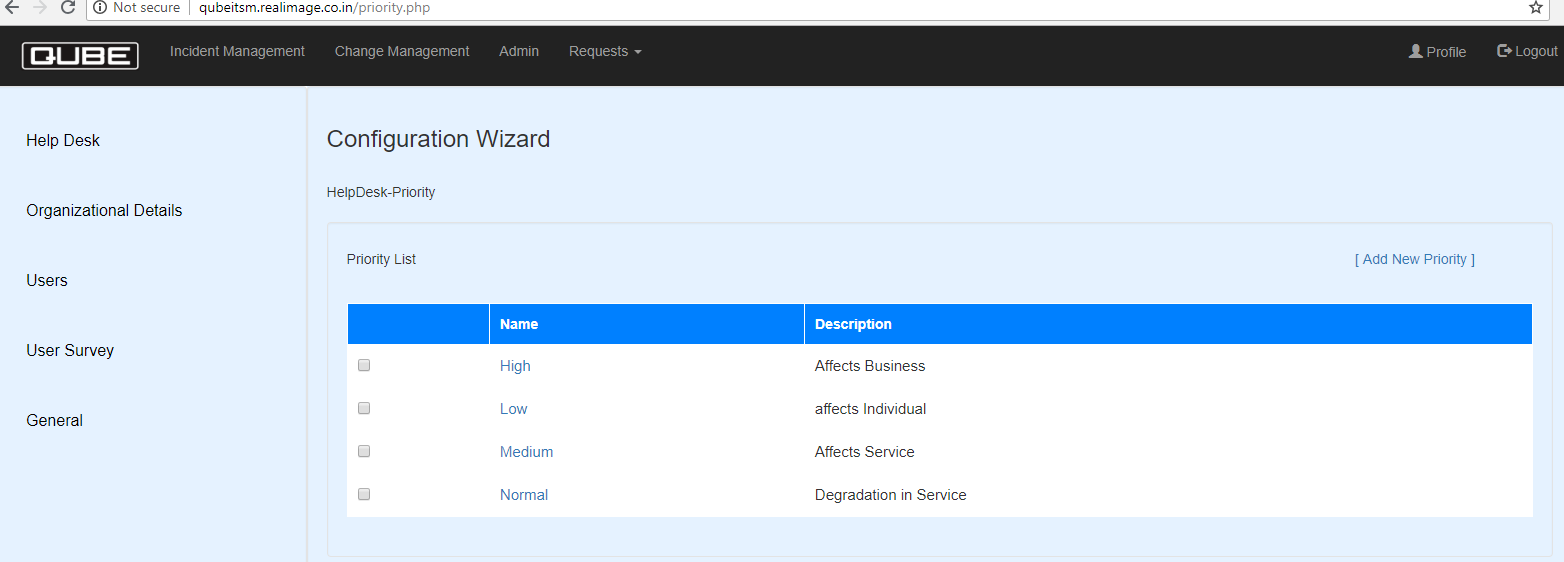 Not secure | qubeitsm.realimage.co.in/priority.php
QUBE Incident Management Change Management Admin Requests Profile Logout
Help Desk
Organizational Details
Users
User Survey
General
Configuration Wizard
HelpDesk-Priority
Priority List [ Add New Priority ]
Name Description
High Affects Business
Low affects Individual
Medium Affects Service
Normal Degradation in Service